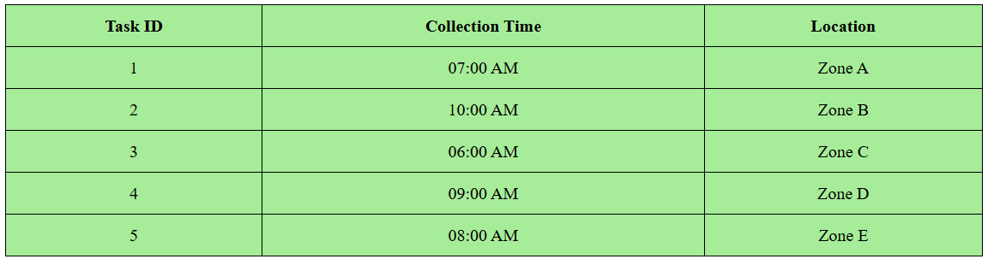 Task ID Collection Time Location
1 07:00 AM Zone A
2 10:00 AM Zone B
3 06:00 AM Zone C
4 09:00 AM Zone D
5 08:00 AM Zone E